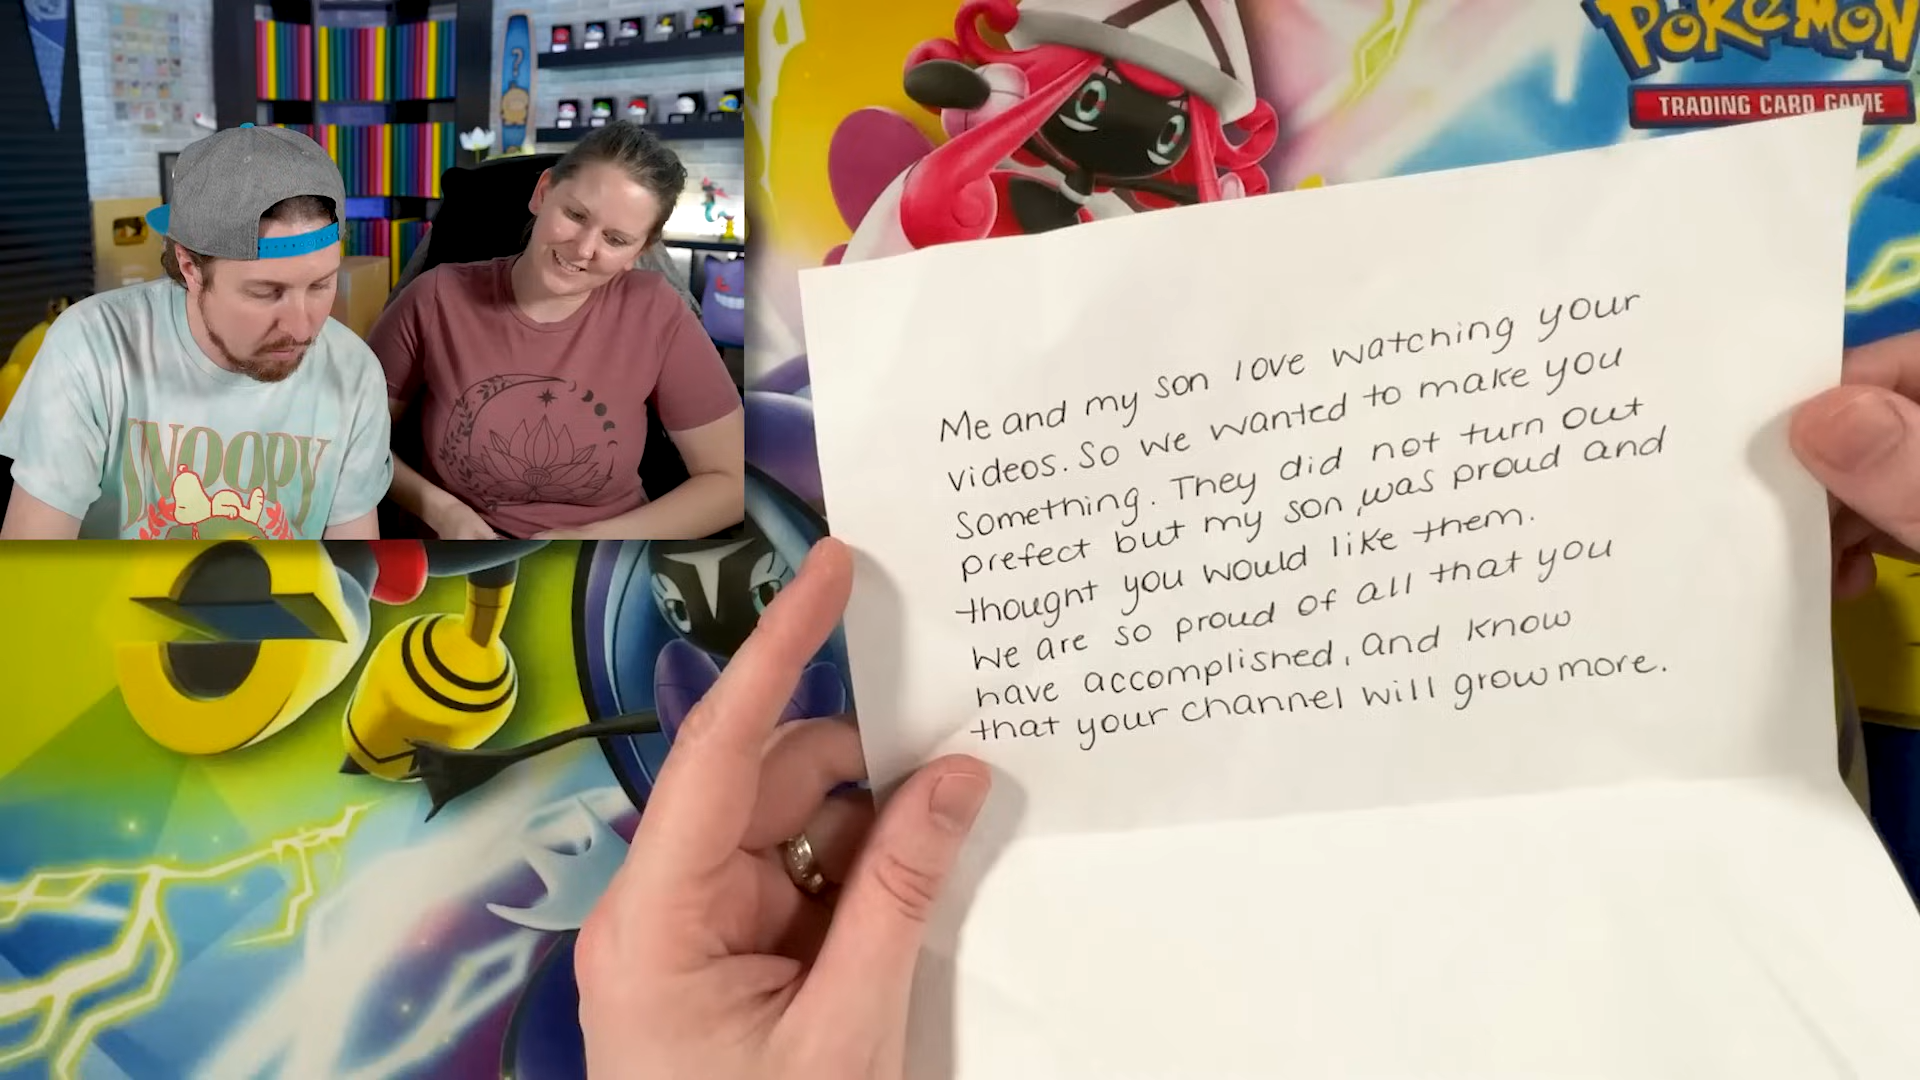 SNOOPY
POKéMON
TRADING CARD GAME
Me and my son love watching your
videos. So we wanted to make you
something. They did not turn out
prefect but my son was proud and
thought you would like them.
We are so proud of all that you
have accomplished, and know
that your channel will grow more.
?